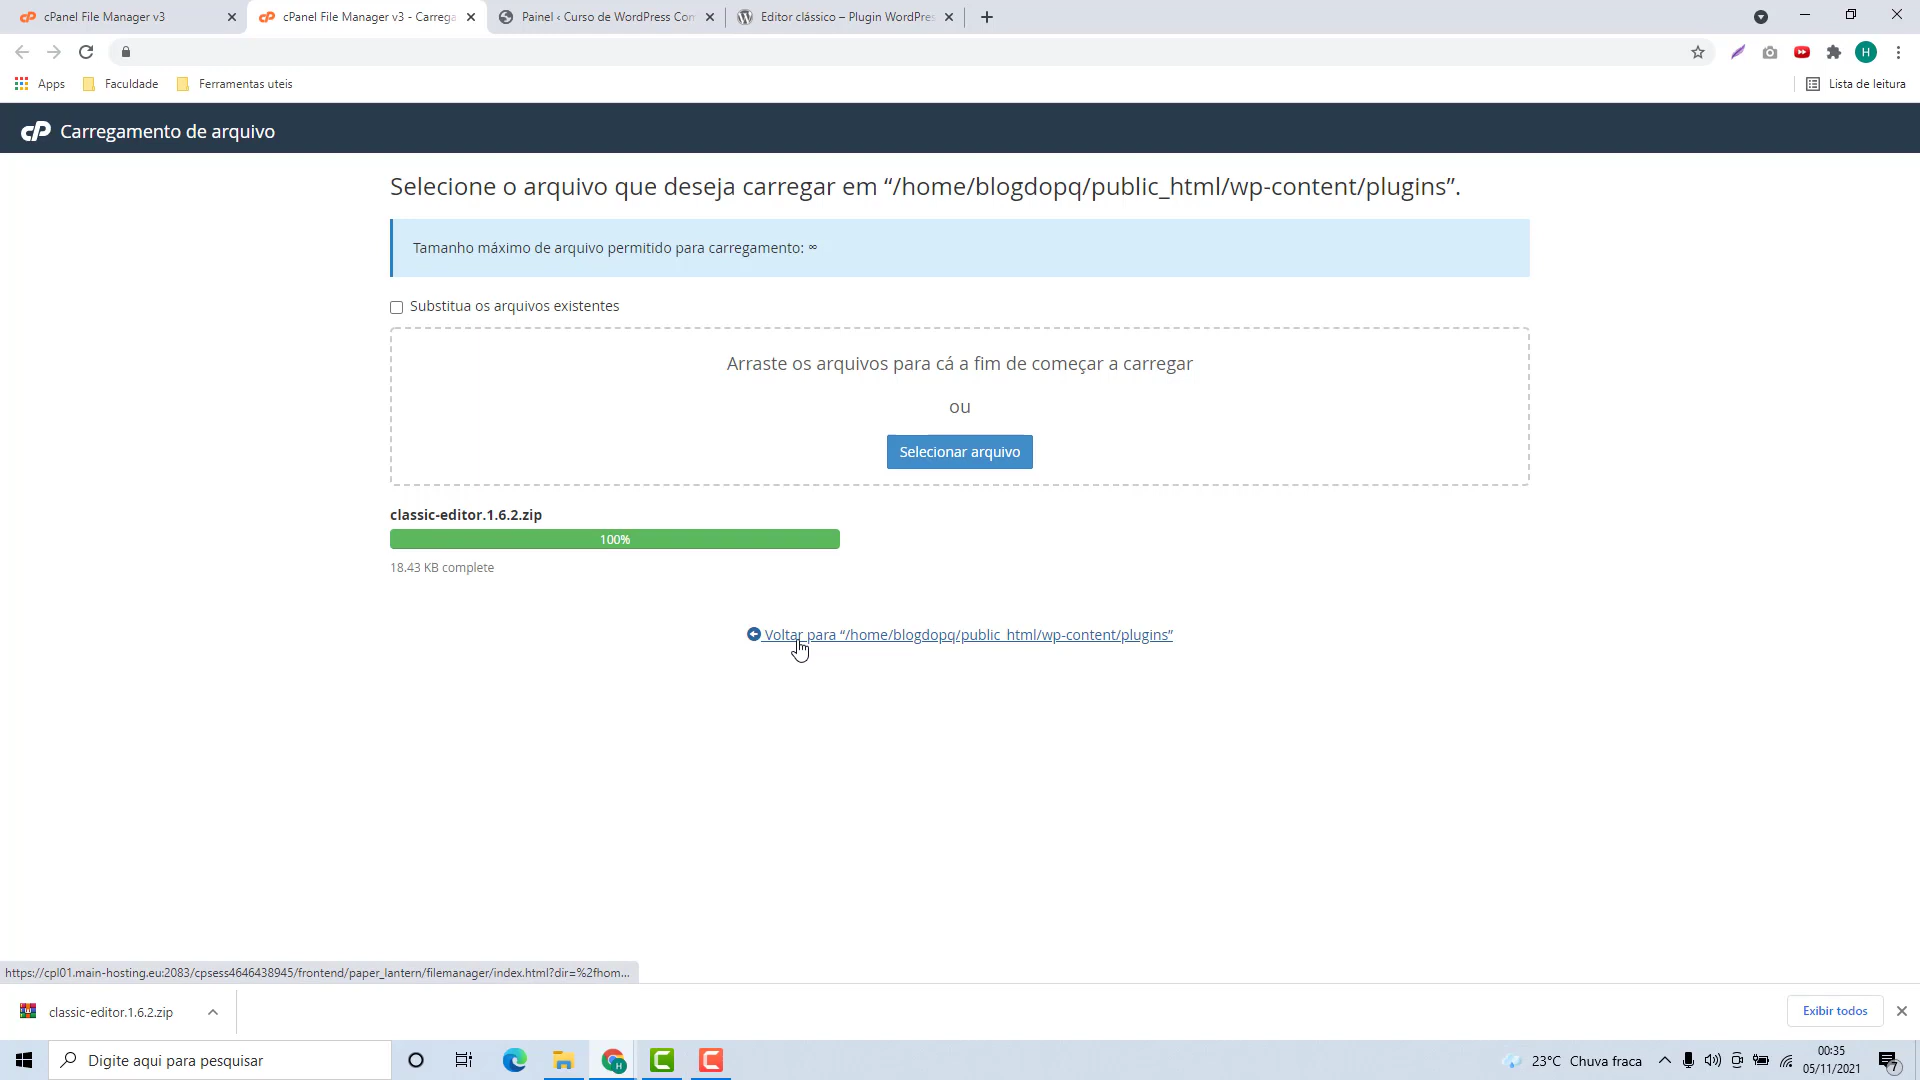 cPanel File Manager v3
cPanel File Manager v3 - Carrega
Painel ‹ Curso de WordPress Com
Editor clássico – Plugin WordPres
H
Apps
Faculdade
Ferramentas uteis
Lista de leitura
cP Carregamento de arquivo
Selecione o arquivo que deseja carregar em “/home/blogdopq/public_html/wp-content/plugins”.
Tamanho máximo de arquivo permitido para carregamento: ∞
Substitua os arquivos existentes
Arraste os arquivos para cá a fim de começar a carregar
ou
Selecionar arquivo
classic-editor.1.6.2.zip
100%
18.43 KB complete
Voltar para “/home/blogdopq/public_html/wp-content/plugins”
https://cpl01.main-hosting.eu:2083/cpsess4646438945/frontend/paper_lantern/filemanager/index.html?dir=%2fhom...
classic-editor.1.6.2.zip
Exibir todos
Digite aqui para pesquisar
23°C Chuva fraca
00:35
05/11/2021
7